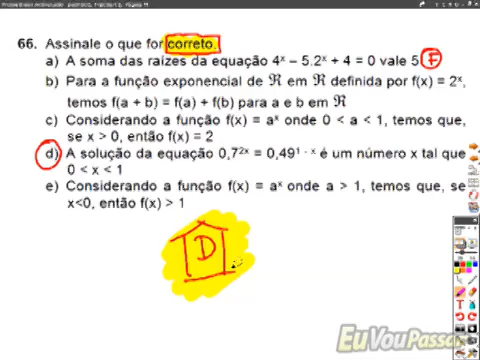 66. Assinale o que for correto.
a) A soma das raízes da equação 4ˣ – 5.2ˣ + 4 = 0 vale 5 F
b) Para a função exponencial de ℜ em ℜ definida por f(x) = 2ˣ,
temos f(a + b) = f(a) + f(b) para a e b em ℜ
c) Considerando a função f(x) = aˣ onde 0 < a < 1, temos que,
se x > 0, então f(x) = 2
d) A solução da equação 0,7²ˣ = 0,49¹ ⁻ ˣ é um número x tal que
0 < x < 1
e) Considerando a função f(x) = aˣ onde a > 1, temos que, se
x<0, então f(x) > 1
D
EuVouPassar